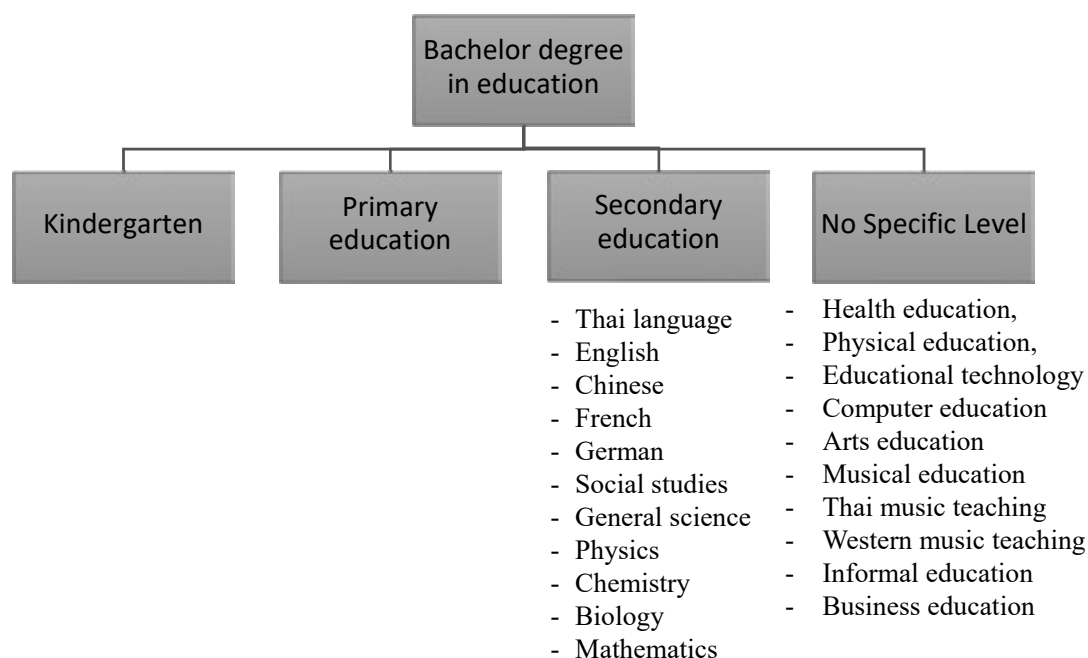 Bachelor degree
in education
Kindergarten
Primary
education
Secondary
education
No Specific Level
- Thai language
- English
- Chinese
- French
- German
- Social studies
- General science
- Physics
- Chemistry
- Biology
- Mathematics
- Health education,
- Physical education,
- Educational technology
- Computer education
- Arts education
- Musical education
- Thai music teaching
- Western music teaching
- Informal education
- Business education